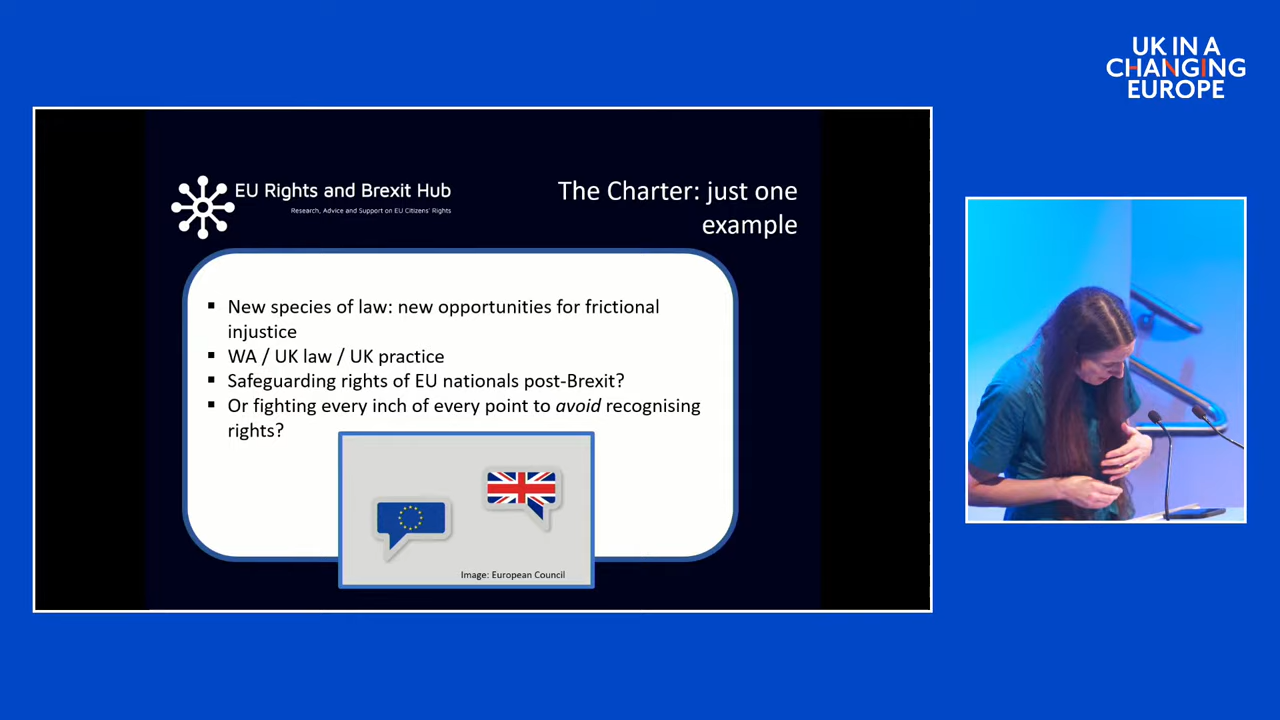 UK IN A
CHANGING
EUROPE
EU Rights and Brexit Hub
Research, Advice and Support on EU Citizens' Rights
The Charter: just one
example
▪ New species of law: new opportunities for frictional
injustice
▪ WA / UK law / UK practice
▪ Safeguarding rights of EU nationals post-Brexit?
▪ Or fighting every inch of every point to avoid recognising
rights?
Image: European Council